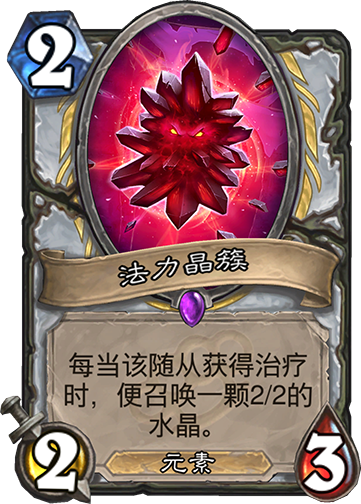 2
法力晶簇
每当该随从获得治疗
时，便召唤一颗2/2的
水晶。
2
元素
3